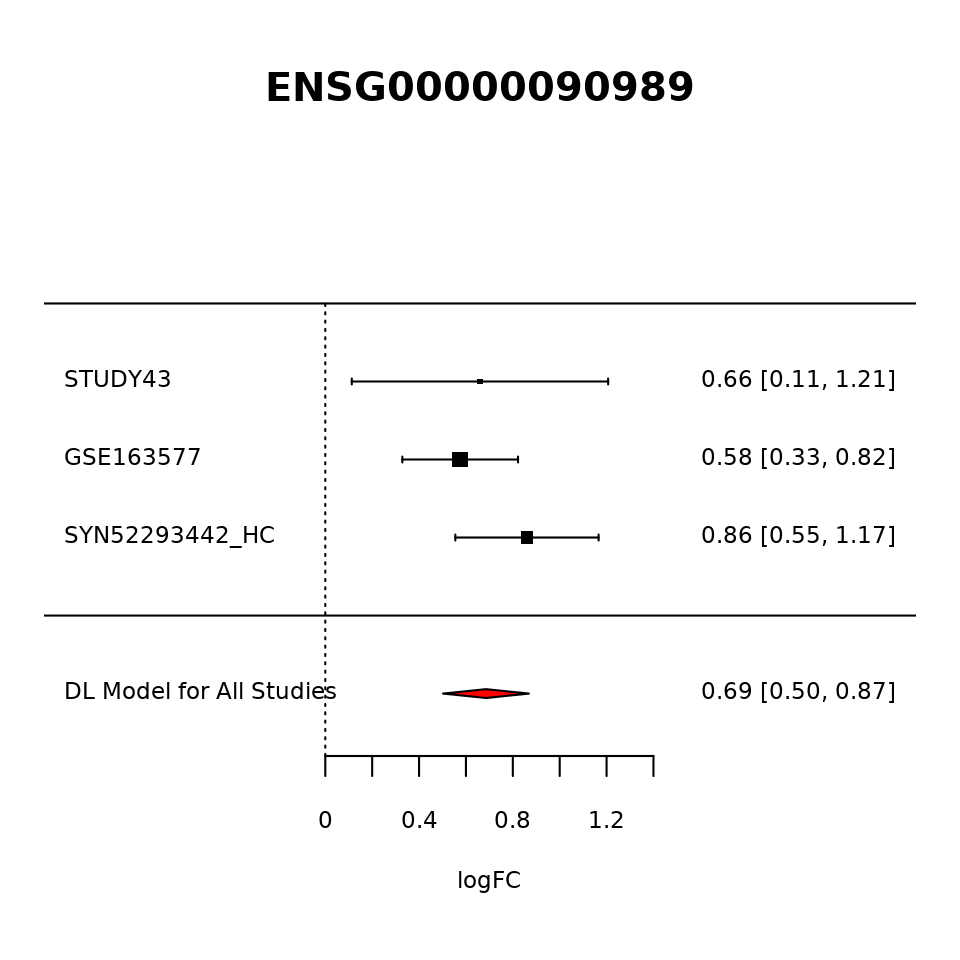 ENSG00000090989
STUDY43 0.66 [0.11, 1.21]
GSE163577 0.58 [0.33, 0.82]
SYN52293442_HC 0.86 [0.55, 1.17]
DL Model for All Studies 0.69 [0.50, 0.87]
0 0.4 0.8 1.2
logFC